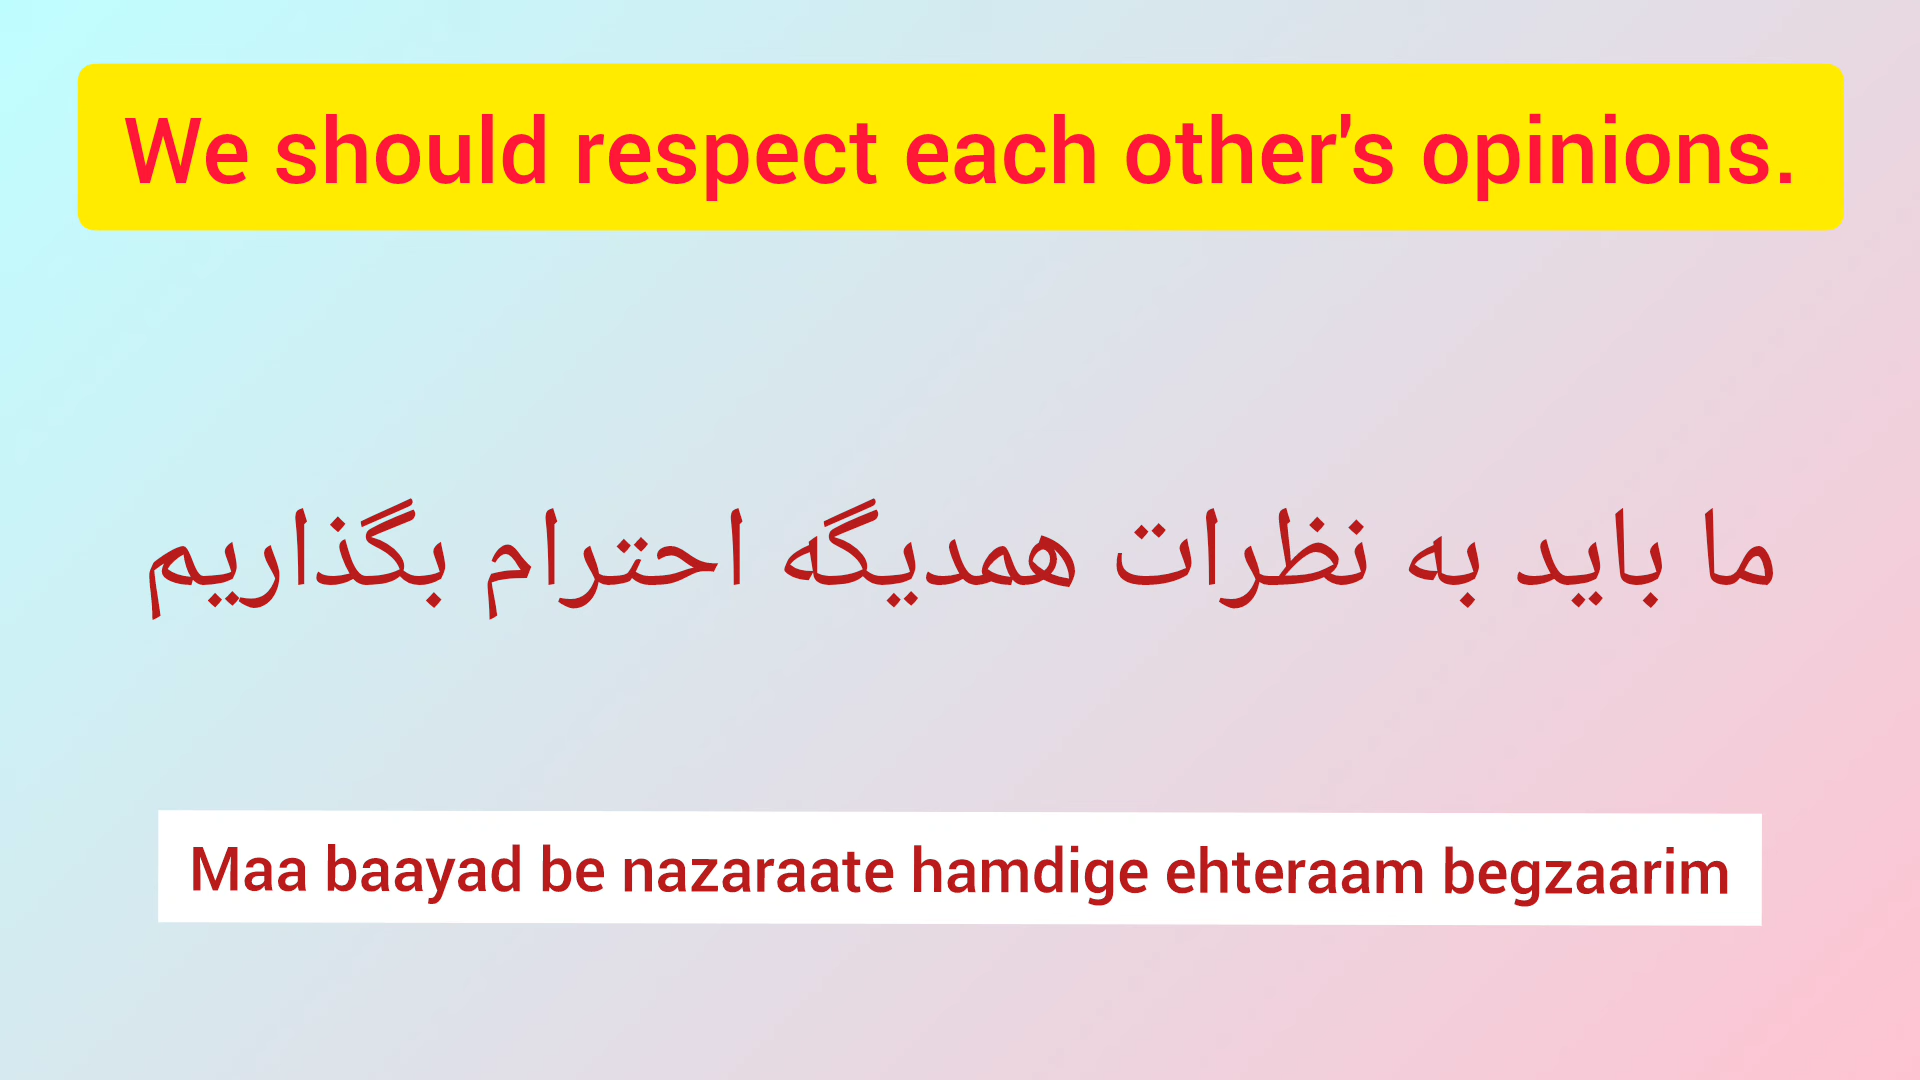 We should respect each other's opinions.
ما باید به نظرات همدیگه احترام بگذاریم
Maa baayad be nazaraate hamdige ehteraam begzaarim